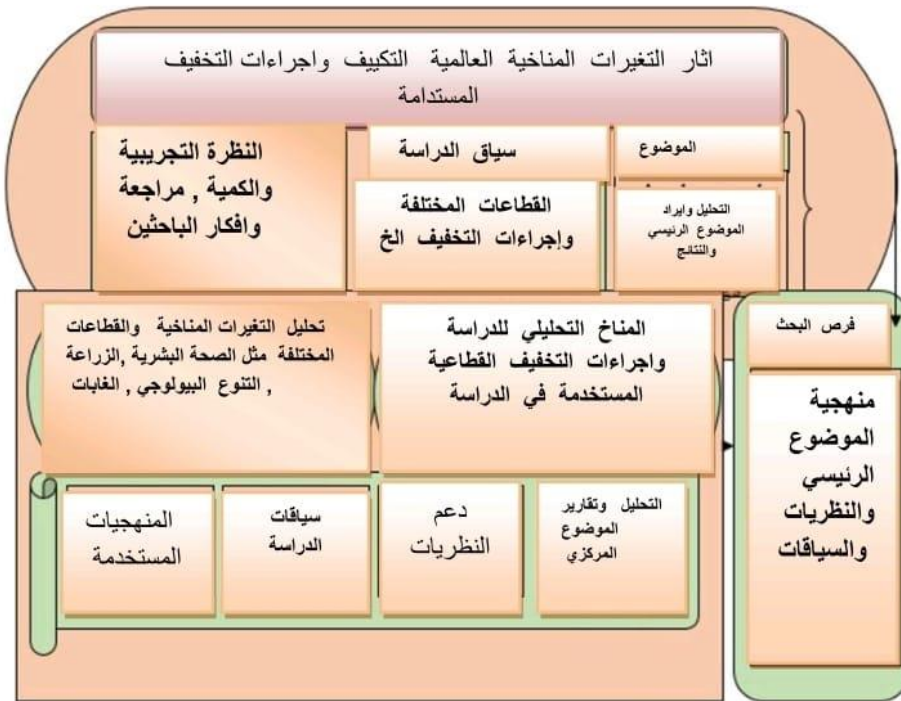 اثار التغيرات المناخية العالمية التكييف واجراءات التخفيف
المستدامة
الموضوع
سياق الدراسة
النظرة التجريبية
والكمية , مراجعة
وافكار الباحثين
القطاعات المختلفة
وإجراءات التخفيف الخ
التحليل وايراد
الموضوع الرئيسي
والنتائج
فرص البحث
منهجية
الموضوع
الرئيسي
والنظريات
والسياقات
المناخ التحليلي للدراسة
واجراءات التخفيف القطاعية
المستخدمة في الدراسة
تحليل التغيرات المناخية والقطاعات
المختلفة مثل الصحة البشرية ,الزراعة
, التنوع البيولوجي , الغابات
التحليل وتقارير
الموضوع
المركزي
دعم
النظريات
سياقات
الدراسة
المنهجيات
المستخدمة